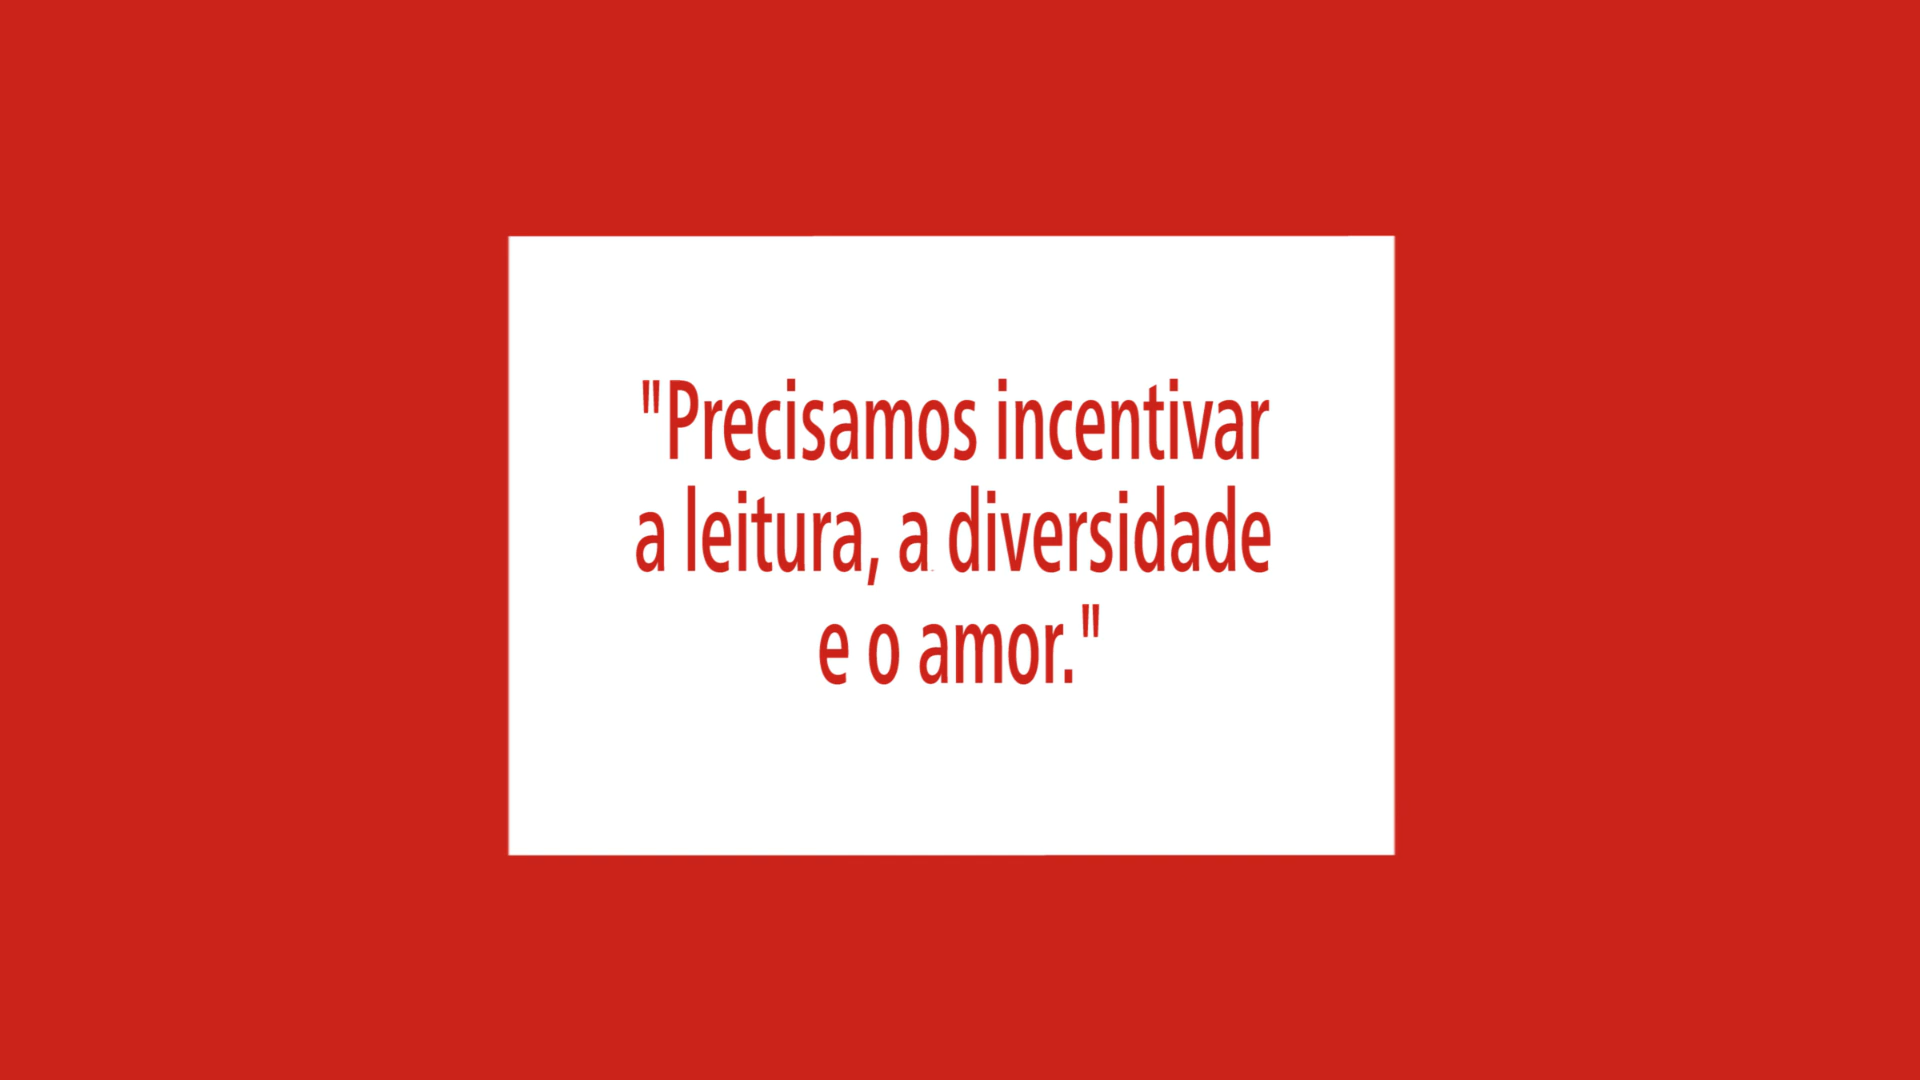 "Precisamos incentivar
a leitura, a diversidade
e o amor."